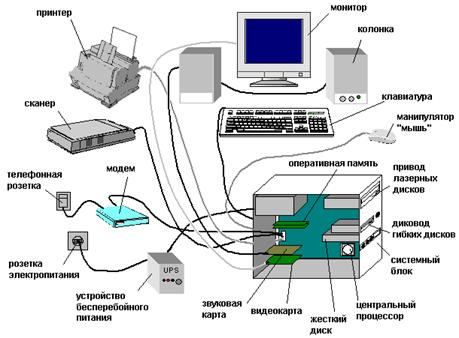 принтер
монитор
колонка
сканер
клавиатура
манипулятор
"мышь"
телефонная
розетка
модем
оперативная память
привод
лазерных
дисков
дисковод
гибких дисков
розетка
электропитания
UPS
системный
блок
устройство
бесперебойного
питания
звуковая
карта
видеокарта
жесткий
диск
центральный
процессор